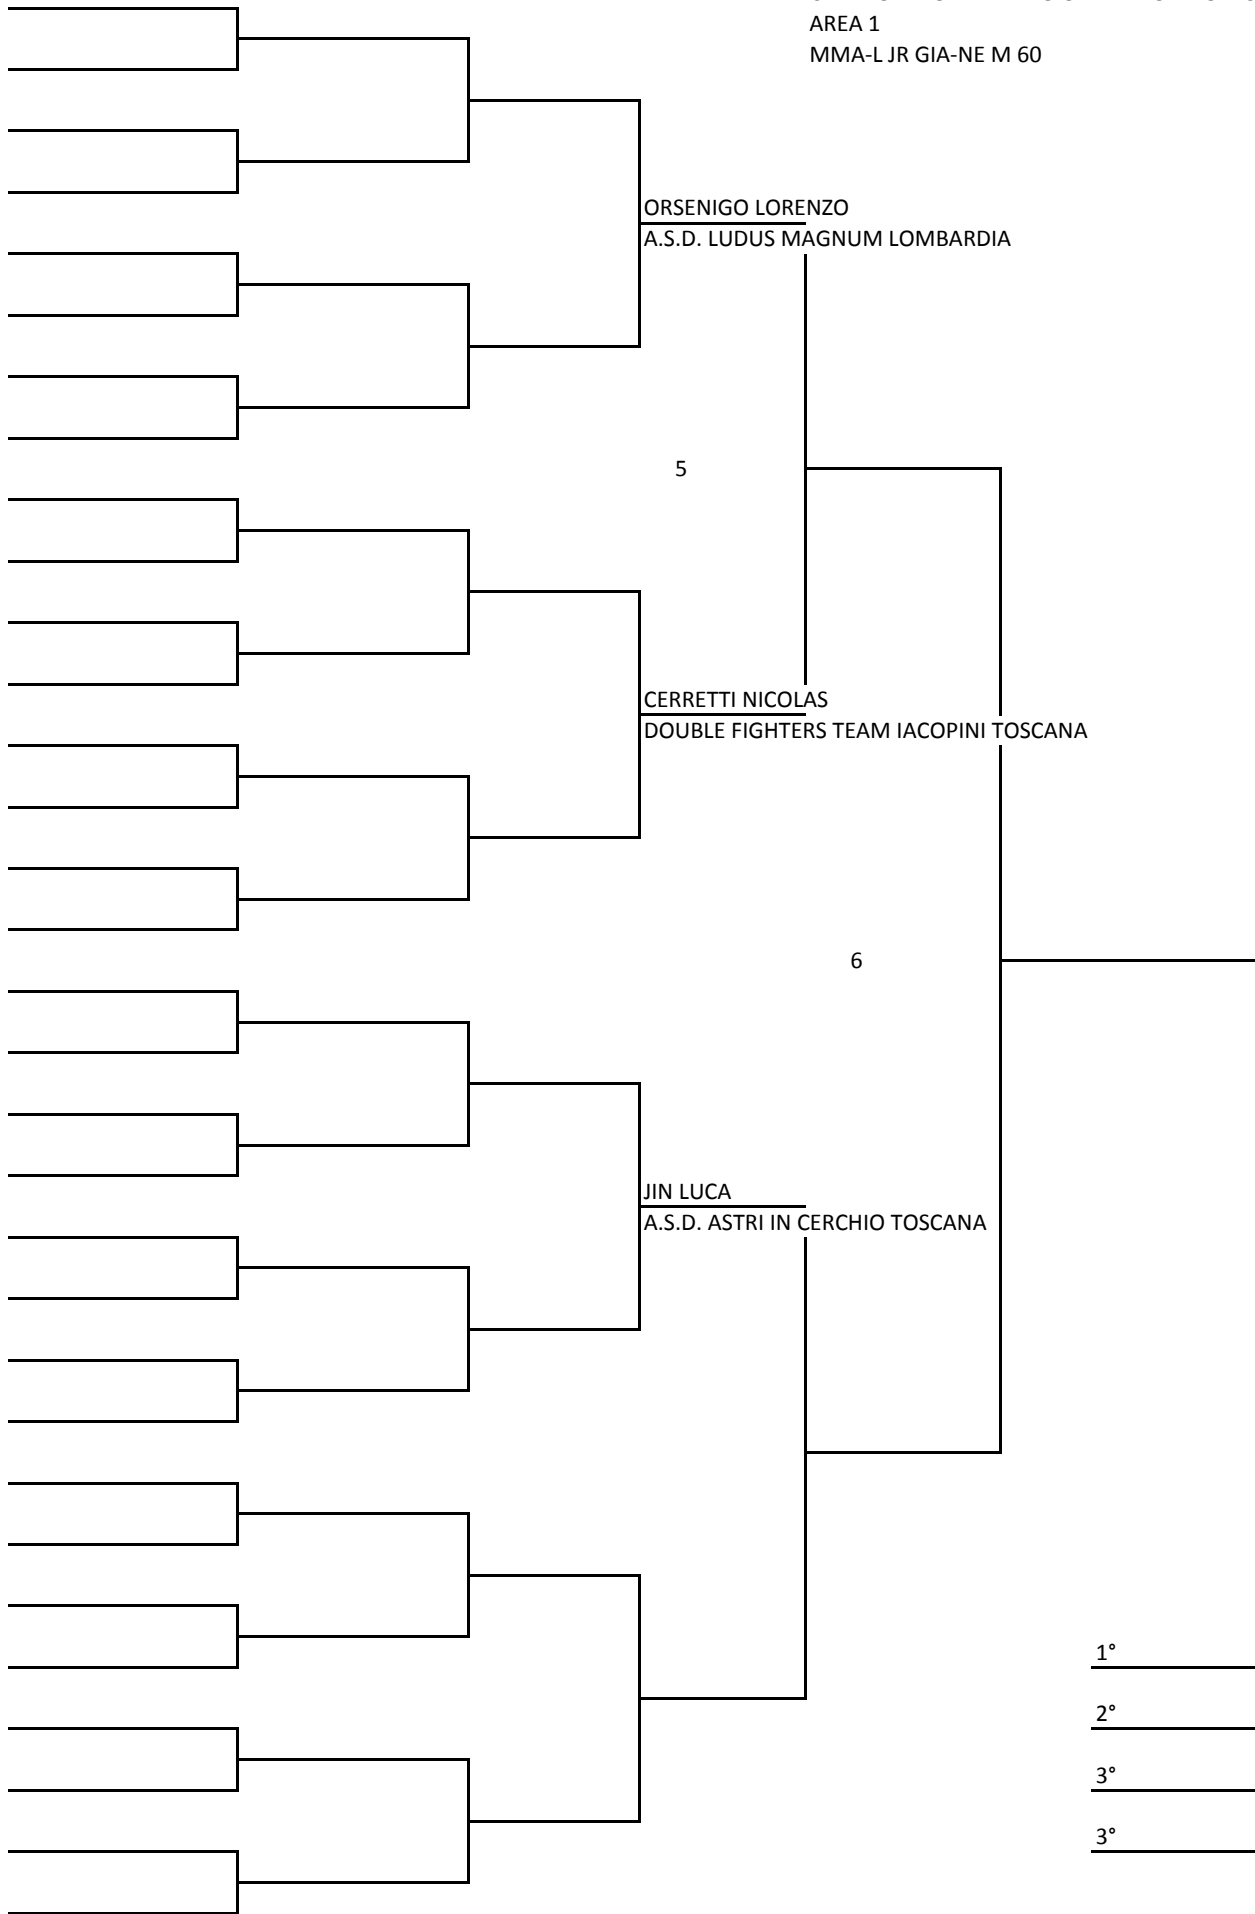 AREA 1
MMA-L JR GIA-NE M 60
ORSENIGO LORENZO
A.S.D. LUDUS MAGNUM LOMBARDIA
5
CERRETTI NICOLAS
DOUBLE FIGHTERS TEAM IACOPINI TOSCANA
6
JIN LUCA
A.S.D. ASTRI IN CERCHIO TOSCANA
1°
2°
3°
3°